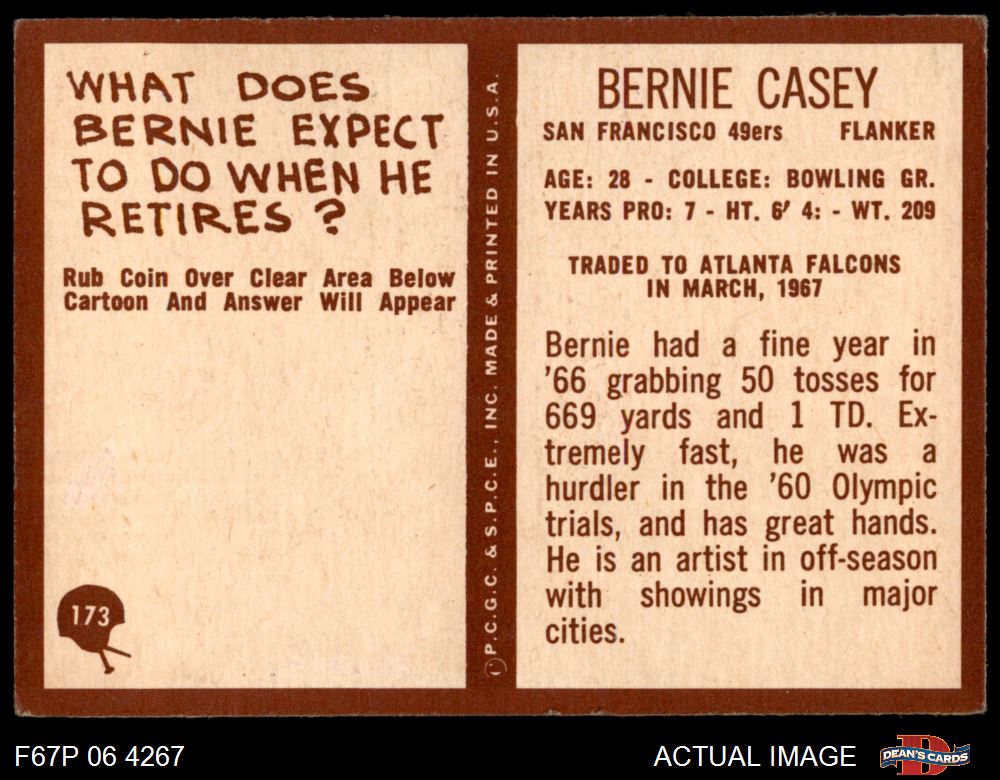 WHAT DOES
BERNIE EXPECT
TO DO WHEN HE
RETIRES ?
Rub Coin Over Clear Area Below
Cartoon And Answer Will Appear
173
©P.C.G.C. & S.P.C.E., INC. MADE & PRINTED IN U.S.A.
BERNIE CASEY
SAN FRANCISCO 49ers FLANKER
AGE: 28 - COLLEGE: BOWLING GR.
YEARS PRO: 7 - HT. 6' 4: - WT. 209
TRADED TO ATLANTA FALCONS
IN MARCH, 1967
Bernie had a fine year in
'66 grabbing 50 tosses for
669 yards and 1 TD. Ex-
tremely fast, he was a
hurdler in the '60 Olympic
trials, and has great hands.
He is an artist in off-season
with showings in major
cities.
F67P 06 4267
ACTUAL IMAGE
DEAN'S CARDS